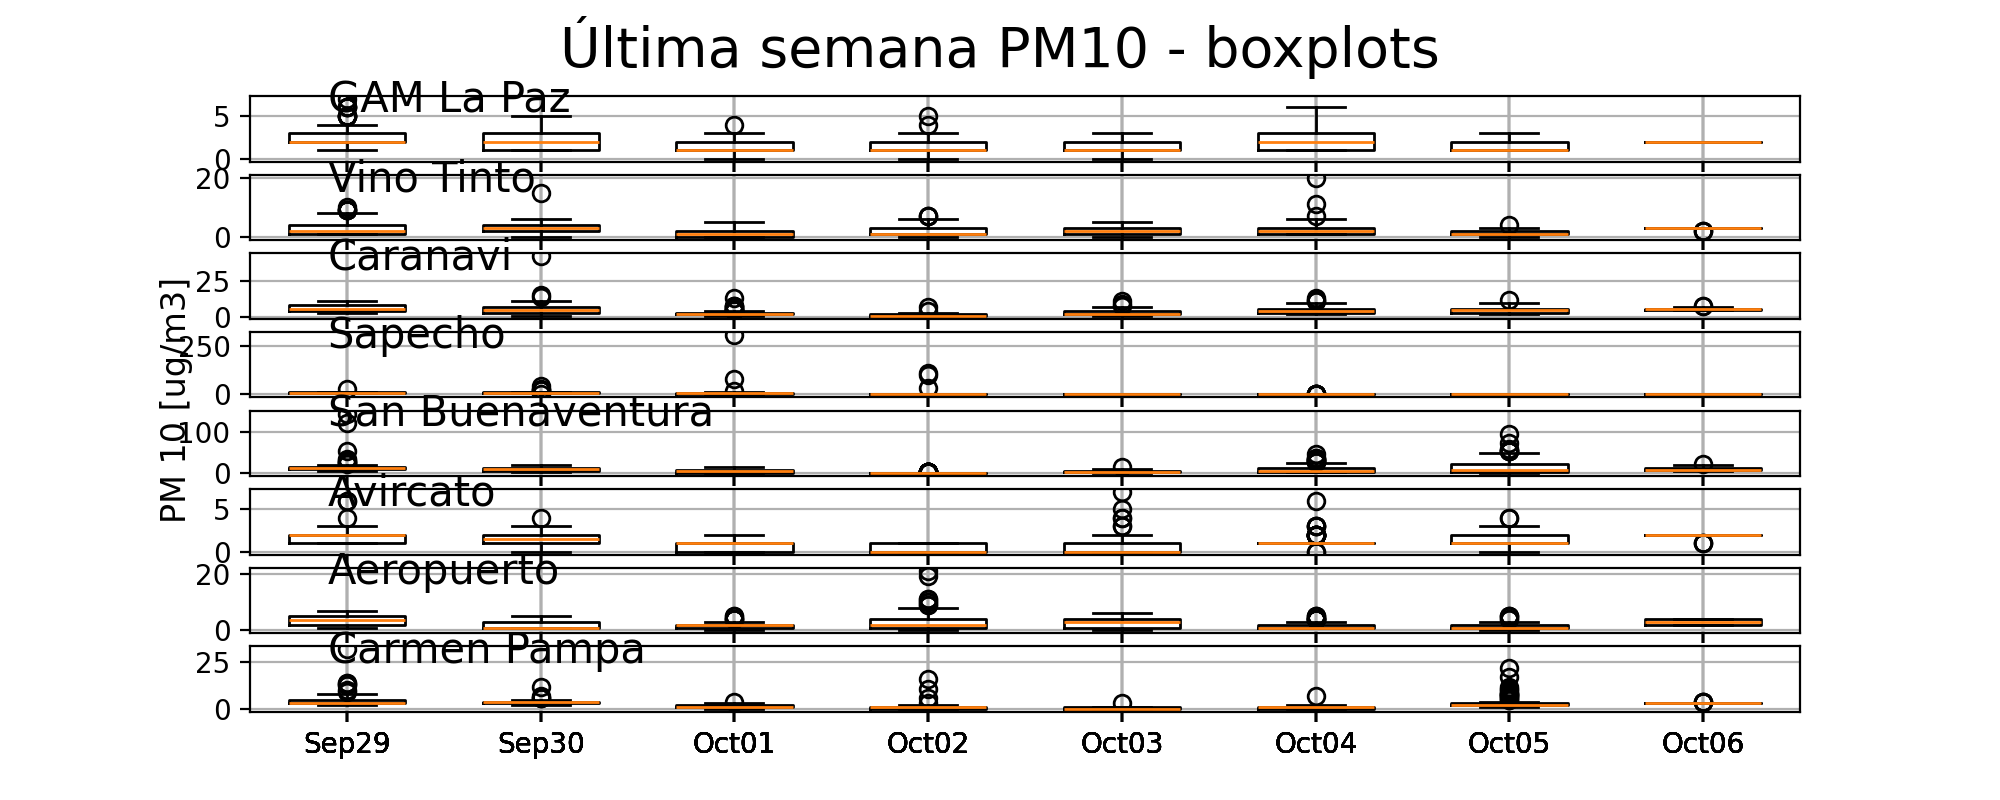 Última semana PM10 - boxplots
GAM La Paz
5
0
Vino Tinto
20
0
Caranavi
25
0
Sapecho
250
0
San Buenaventura
100
0
Avircato
5
0
Aeropuerto
20
0
Carmen Pampa
25
0
PM 10 [ug/m3]
Sep29 Sep30 Oct01 Oct02 Oct03 Oct04 Oct05 Oct06